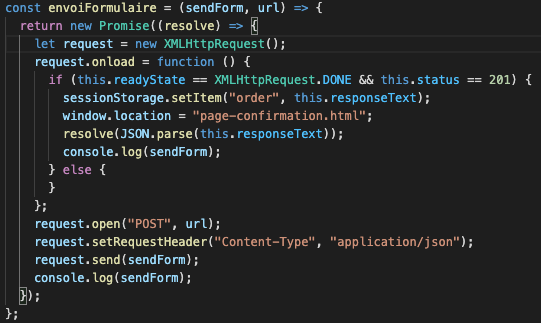 const envoiFormulaire = (sendForm, url) => {
  return new Promise((resolve) => {
    let request = new XMLHttpRequest();
    request.onload = function () {
      if (this.readyState == XMLHttpRequest.DONE && this.status == 201) {
        sessionStorage.setItem("order", this.responseText);
        window.location = "page-confirmation.html";
        resolve(JSON.parse(this.responseText));
        console.log(sendForm);
      } else {
      }
    };
    request.open("POST", url);
    request.setRequestHeader("Content-Type", "application/json");
    request.send(sendForm);
    console.log(sendForm);
  });
};